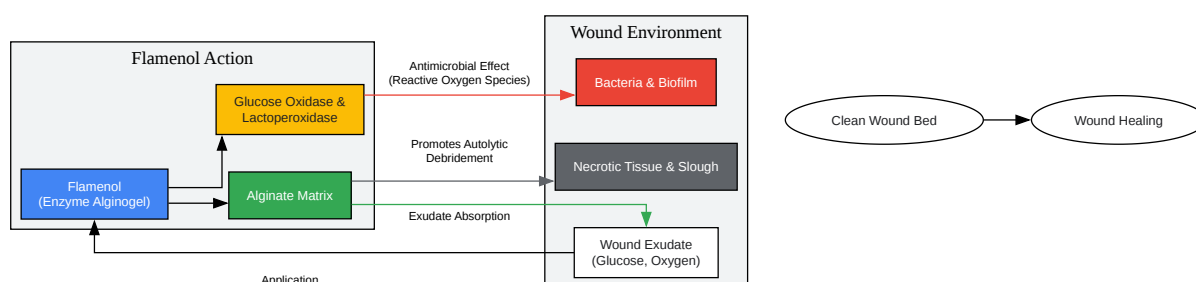 Flamenol Action
Wound Environment
Antimicrobial Effect
(Reactive Oxygen Species)
Bacteria & Biofilm
Glucose Oxidase &
Lactoperoxidase
Clean Wound Bed
Wound Healing
Promotes Autolytic
Debridement
Necrotic Tissue & Slough
Flamenol
(Enzyme Alginogel)
Alginate Matrix
Exudate Absorption
Wound Exudate
(Glucose, Oxygen)
Application